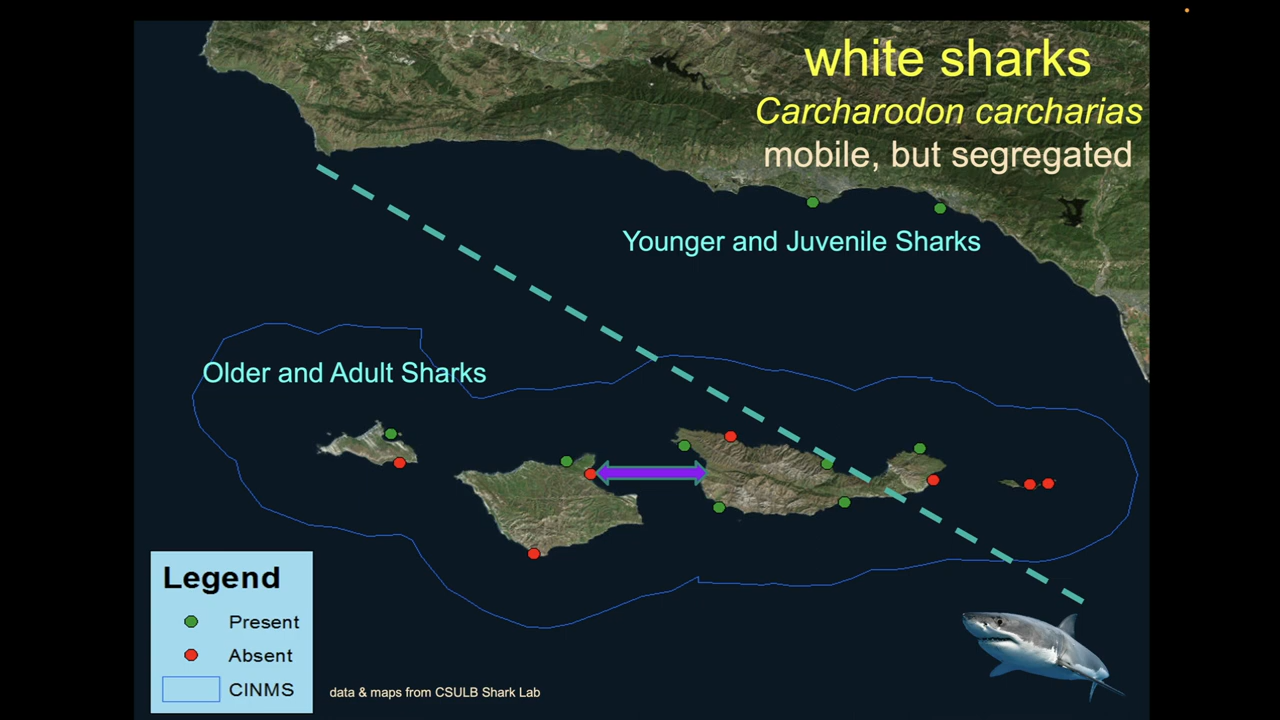 white sharks
Carcharodon carcharias
mobile, but segregated
Younger and Juvenile Sharks
Older and Adult Sharks
Legend
Present
Absent
CINMS
data & maps from CSULB Shark Lab